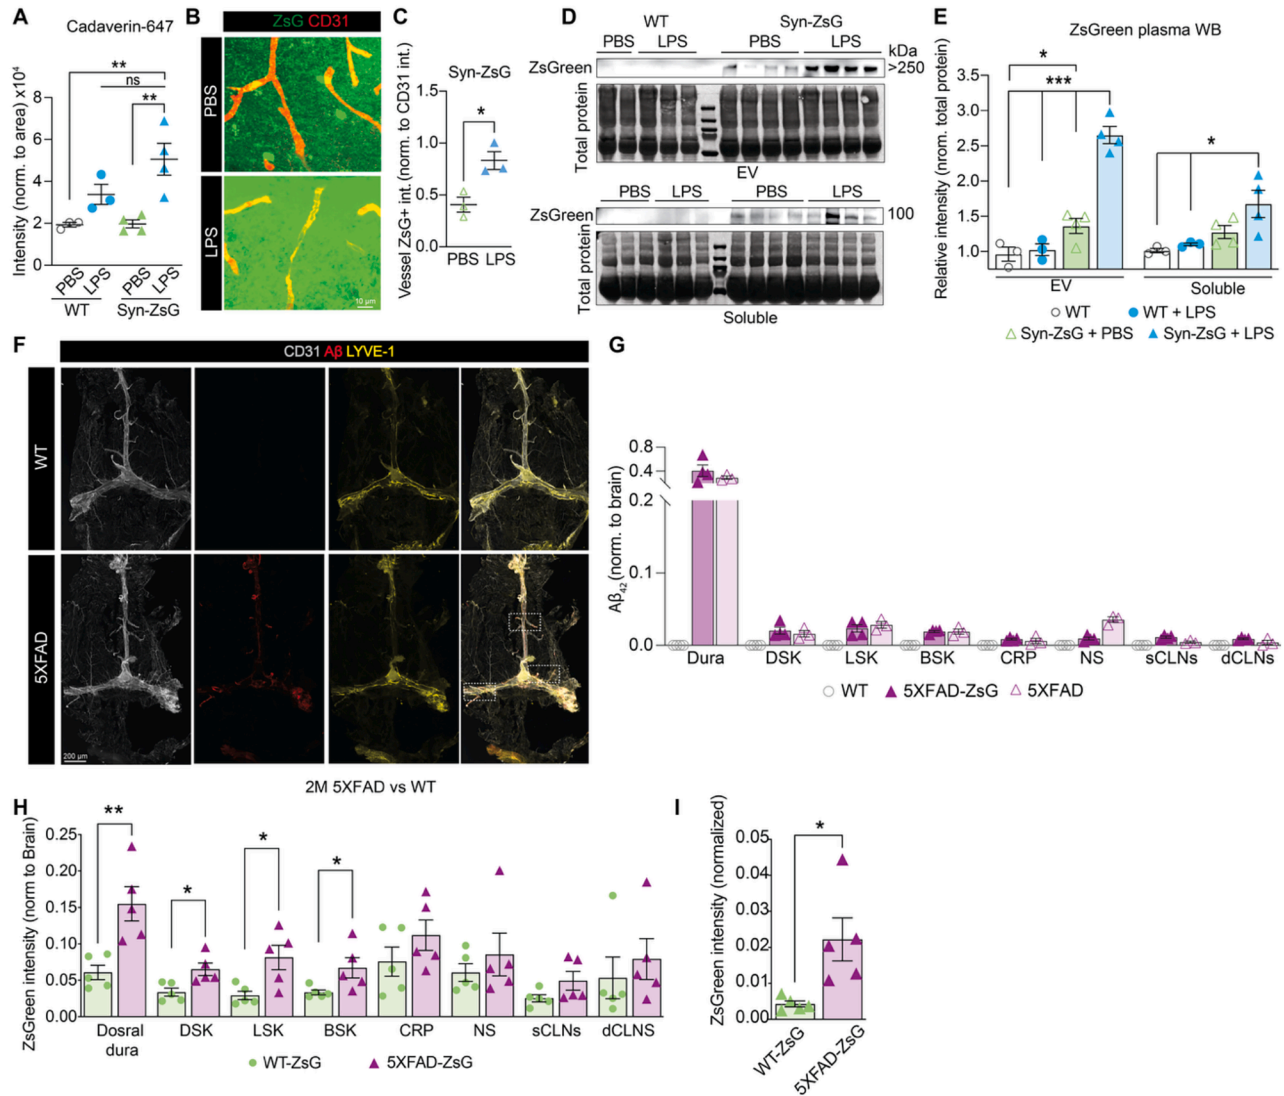 A
Cadaverin-647
Intensity (norm. to area) x10⁴
8
6
4
2
0
**
ns
**
PBS
LPS
PBS
LPS
WT
Syn-ZsG
B
ZsG CD31
PBS
LPS
10 µm
C
Syn-ZsG
Vessel ZsG+ int. (norm. to CD31 int.)
1.5
1.0
0.5
0.0
*
PBS LPS
D
WT
Syn-ZsG
PBS
LPS
PBS
LPS
kDa
ZsGreen
>250
Total protein
EV
PBS
LPS
PBS
LPS
ZsGreen
100
Total protein
Soluble
E
ZsGreen plasma WB
Relative intensity (nrom. total protein)
3.5
3.0
2.5
2.0
1.5
1.0
*
***
*
EV
Soluble
WT
WT + LPS
Syn-ZsG + PBS
Syn-ZsG + LPS
F
CD31 Aβ LYVE-1
WT
5XFAD
200 µm
G
Aβ₄₂ (norm. to brain)
0.8
0.4
0.2
0.1
0.0
Dura
DSK
LSK
BSK
CRP
NS
sCLNs
dCLNs
WT
5XFAD-ZsG
5XFAD
H
2M 5XFAD vs WT
ZsGreen intensity (norm to Brain)
0.25
0.20
0.15
0.10
0.05
0.00
**
*
*
*
Dosral
dura
DSK
LSK
BSK
CRP
NS
sCLNs
dCLNS
WT-ZsG
5XFAD-ZsG
I
ZsGreen intensity (normalized)
0.05
0.04
0.03
0.02
0.01
0.00
*
WT-ZsG
5XFAD-ZsG